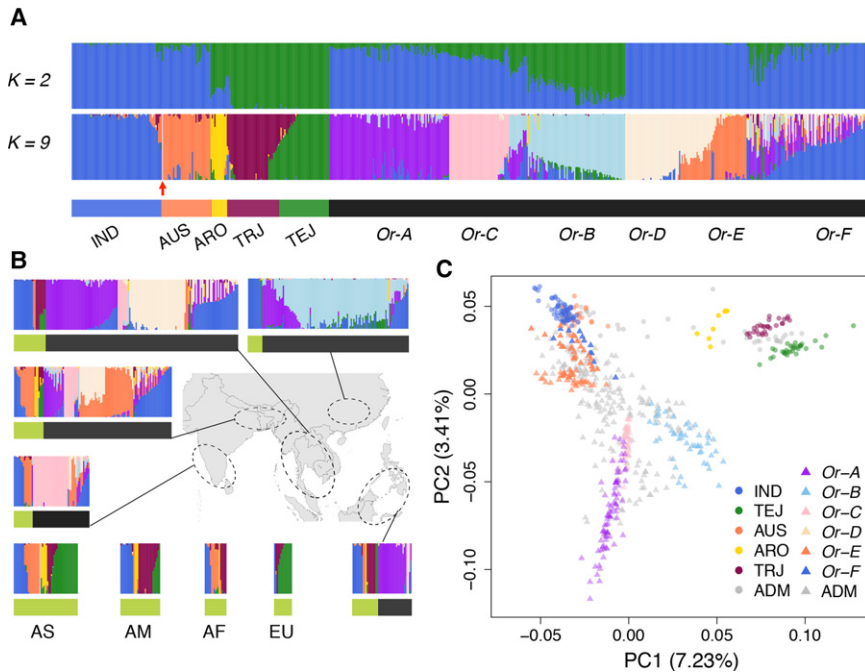 A
K = 2
K = 9
IND AUS ARO TRJ TEJ Or-A Or-C Or-B Or-D Or-E Or-F
B
AS AM AF EU
C
PC2 (3.41%)
0.05
0.00
−0.05
−0.10
IND
TEJ
AUS
ARO
TRJ
ADM
Or−A
Or−B
Or−C
Or−D
Or−E
Or−F
ADM
−0.05 0.00 0.05 0.10
PC1 (7.23%)